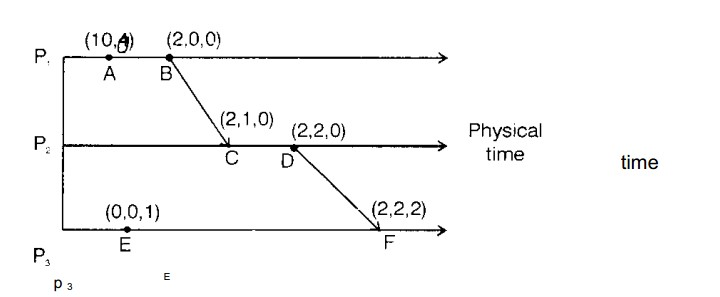 (2,0,0)
P₁
A B
(2,1,0)
(2,2,0)
P₂
C D
Physical
time
time
(0,0,1)
(2,2,2)
E F
P₃
p 3
E